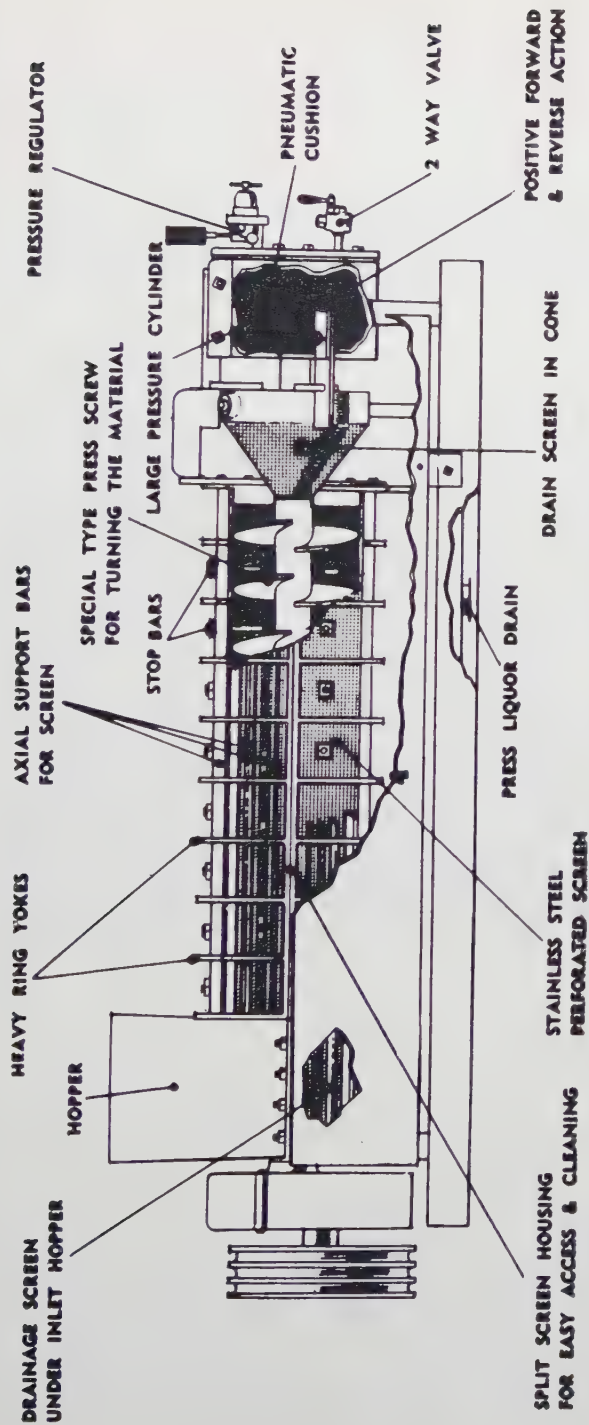 DRAINAGE SCREEN
UNDER INLET HOPPER
HOPPER
HEAVY RING YOKES
AXIAL SUPPORT BARS
FOR SCREEN
STOP BARS
SPECIAL TYPE PRESS SCREW
FOR TURNING THE MATERIAL
LARGE PRESSURE CYLINDER
PRESSURE REGULATOR
PNEUMATIC
CUSHION
2 WAY VALVE
POSITIVE FORWARD
& REVERSE ACTION
DRAIN SCREEN IN CONE
PRESS LIQUOR DRAIN
STAINLESS STEEL
PERFORATED SCREEN
SPLIT SCREEN HOUSING
FOR EASY ACCESS & CLEANING